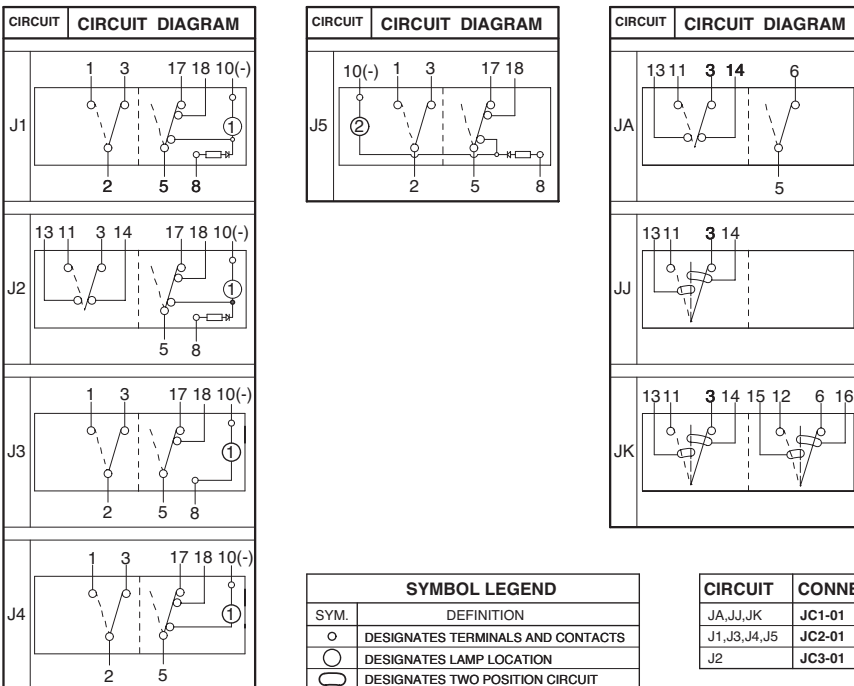 CIRCUIT CIRCUIT DIAGRAM
1 3 17 18 10(-)
J1
1
2 5 8
13 11 3 14 17 18 10(-)
J2
1
5 8
1 3 17 18 10(-)
J3
1
2 5 8
1 3 17 18 10(-)
J4
1
2 5
CIRCUIT CIRCUIT DIAGRAM
10(-) 1 3 17 18
J5
2
2 5 8
CIRCUIT CIRCUIT DIAGRAM
13 11 3 14 6
JA
5
13 11 3 14
JJ
13 11 3 14 15 12 6 16
JK
SYMBOL LEGEND
SYM. DEFINITION
DESIGNATES TERMINALS AND CONTACTS
DESIGNATES LAMP LOCATION
DESIGNATES TWO POSITION CIRCUIT
CIRCUIT CONNE
JA,JJ,JK JC1-01
J1,J3,J4,J5 JC2-01
J2 JC3-01